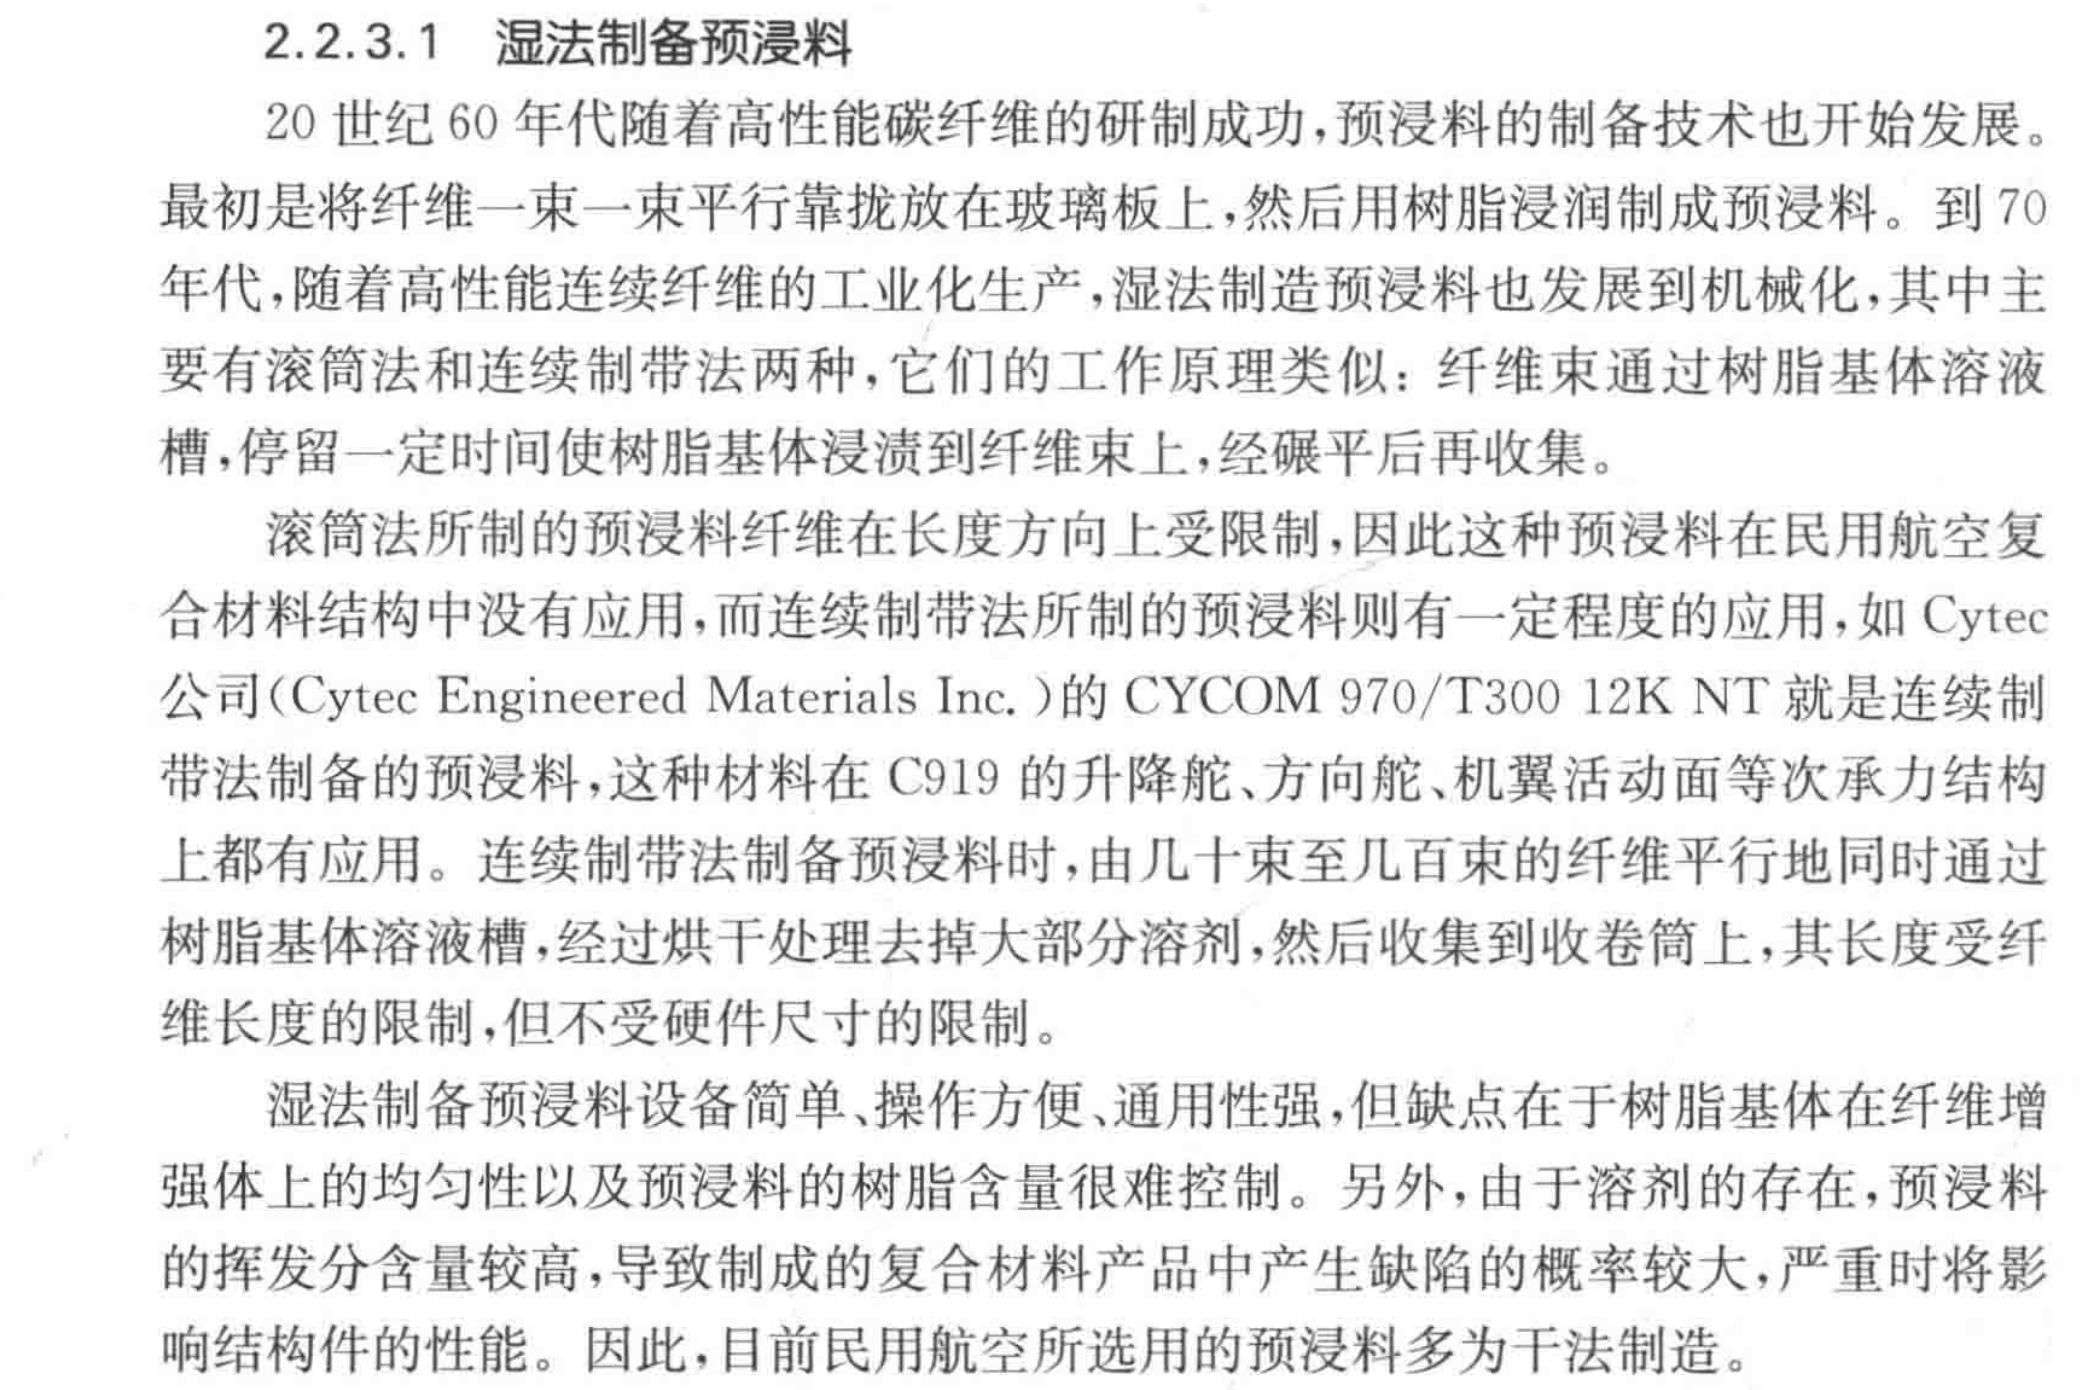 2.2.3.1 湿法制备预浸料
20 世纪 60 年代随着高性能碳纤维的研制成功,预浸料的制备技术也开始发展。
最初是将纤维一束一束平行靠拢放在玻璃板上,然后用树脂浸润制成预浸料。到 70
年代,随着高性能连续纤维的工业化生产,湿法制造预浸料也发展到机械化,其中主
要有滚筒法和连续制带法两种,它们的工作原理类似:纤维束通过树脂基体溶液
槽,停留一定时间使树脂基体浸渍到纤维束上,经碾平后再收集。
滚筒法所制的预浸料纤维在长度方向上受限制,因此这种预浸料在民用航空复
合材料结构中没有应用,而连续制带法所制的预浸料则有一定程度的应用,如 Cytec
公司(Cytec Engineered Materials Inc.)的 CYCOM 970/T300 12K NT 就是连续制
带法制备的预浸料,这种材料在 C919 的升降舵、方向舵、机翼活动面等次承力结构
上都有应用。连续制带法制备预浸料时,由几十束至几百束的纤维平行地同时通过
树脂基体溶液槽,经过烘干处理去掉大部分溶剂,然后收集到收卷筒上,其长度受纤
维长度的限制,但不受硬件尺寸的限制。
湿法制备预浸料设备简单、操作方便、通用性强,但缺点在于树脂基体在纤维增
强体上的均匀性以及预浸料的树脂含量很难控制。另外,由于溶剂的存在,预浸料
的挥发分含量较高,导致制成的复合材料产品中产生缺陷的概率较大,严重时将影
响结构件的性能。因此,目前民用航空所选用的预浸料多为干法制造。